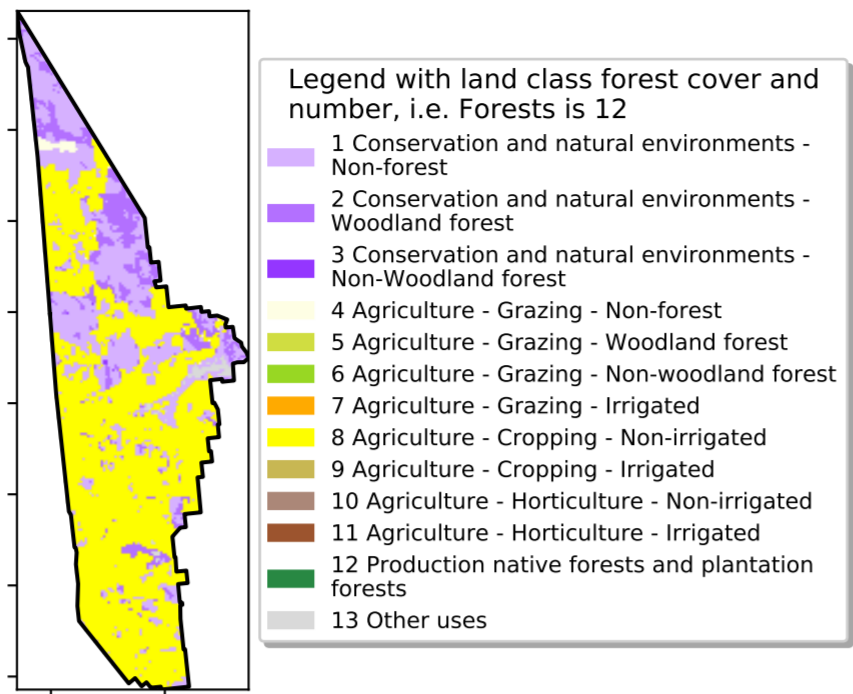 Legend with land class forest cover and
number, i.e. Forests is 12
1 Conservation and natural environments -
Non-forest
2 Conservation and natural environments -
Woodland forest
3 Conservation and natural environments -
Non-Woodland forest
4 Agriculture - Grazing - Non-forest
5 Agriculture - Grazing - Woodland forest
6 Agriculture - Grazing - Non-woodland forest
7 Agriculture - Grazing - Irrigated
8 Agriculture - Cropping - Non-irrigated
9 Agriculture - Cropping - Irrigated
10 Agriculture - Horticulture - Non-irrigated
11 Agriculture - Horticulture - Irrigated
12 Production native forests and plantation
forests
13 Other uses